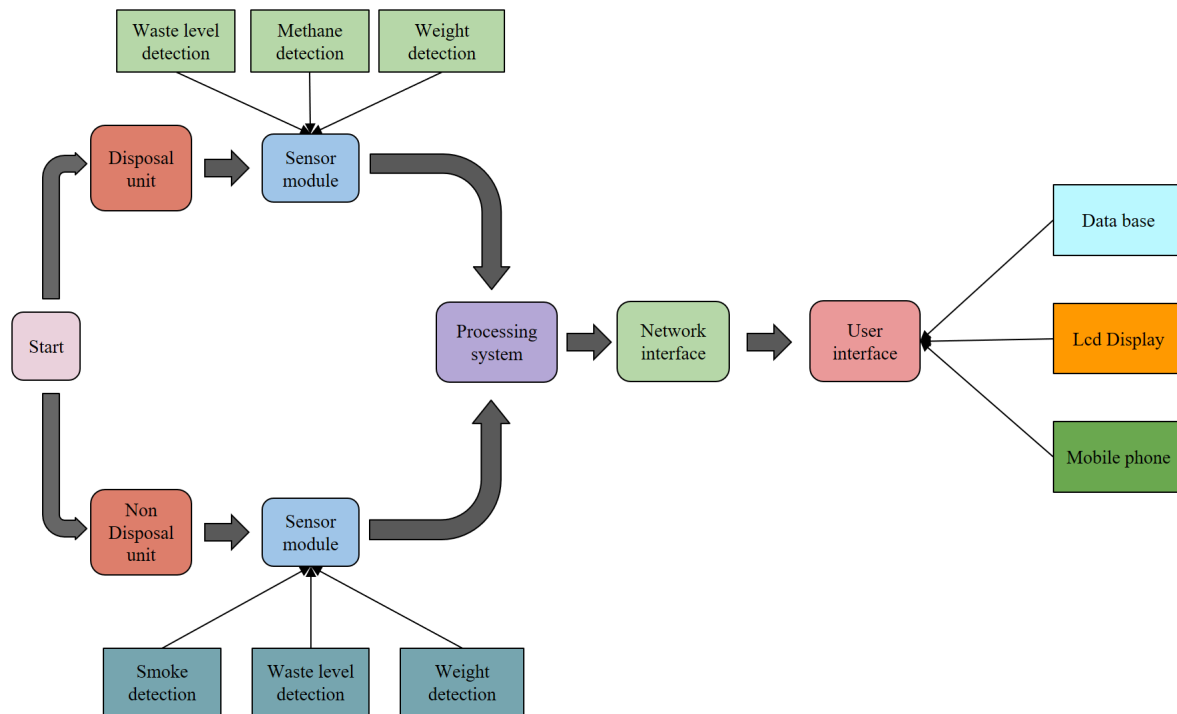 Waste level
detection
Methane
detection
Weight
detection
Disposal
unit
Sensor
module
Start
Processing
system
Network
interface
User
interface
Data base
Lcd Display
Mobile phone
Non
Disposal
unit
Sensor
module
Smoke
detection
Waste level
detection
Weight
detection